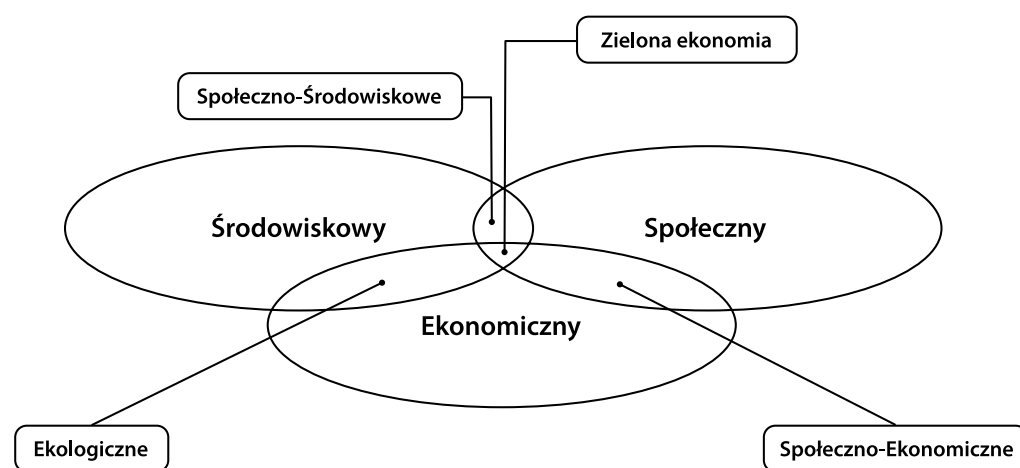 Zielona ekonomia
Społeczno-Środowiskowe
Środowiskowy
Społeczny
Ekonomiczny
Ekologiczne
Społeczno-Ekonomiczne